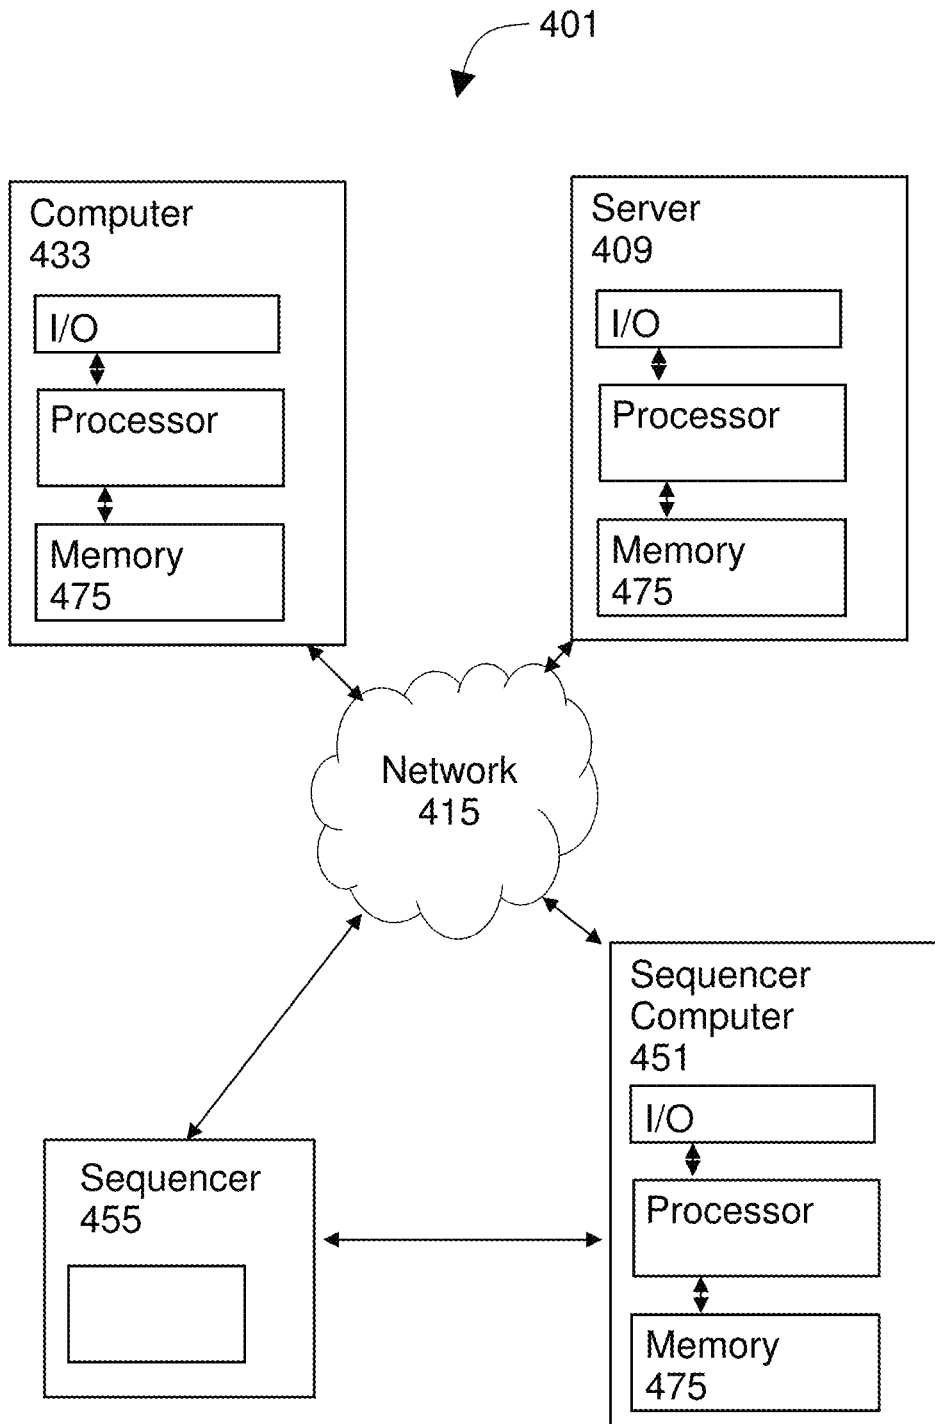 401
Computer
433
I/O
Processor
Memory
475
Server
409
I/O
Processor
Memory
475
Network
415
Sequencer
Computer
451
I/O
Processor
Memory
475
Sequencer
455